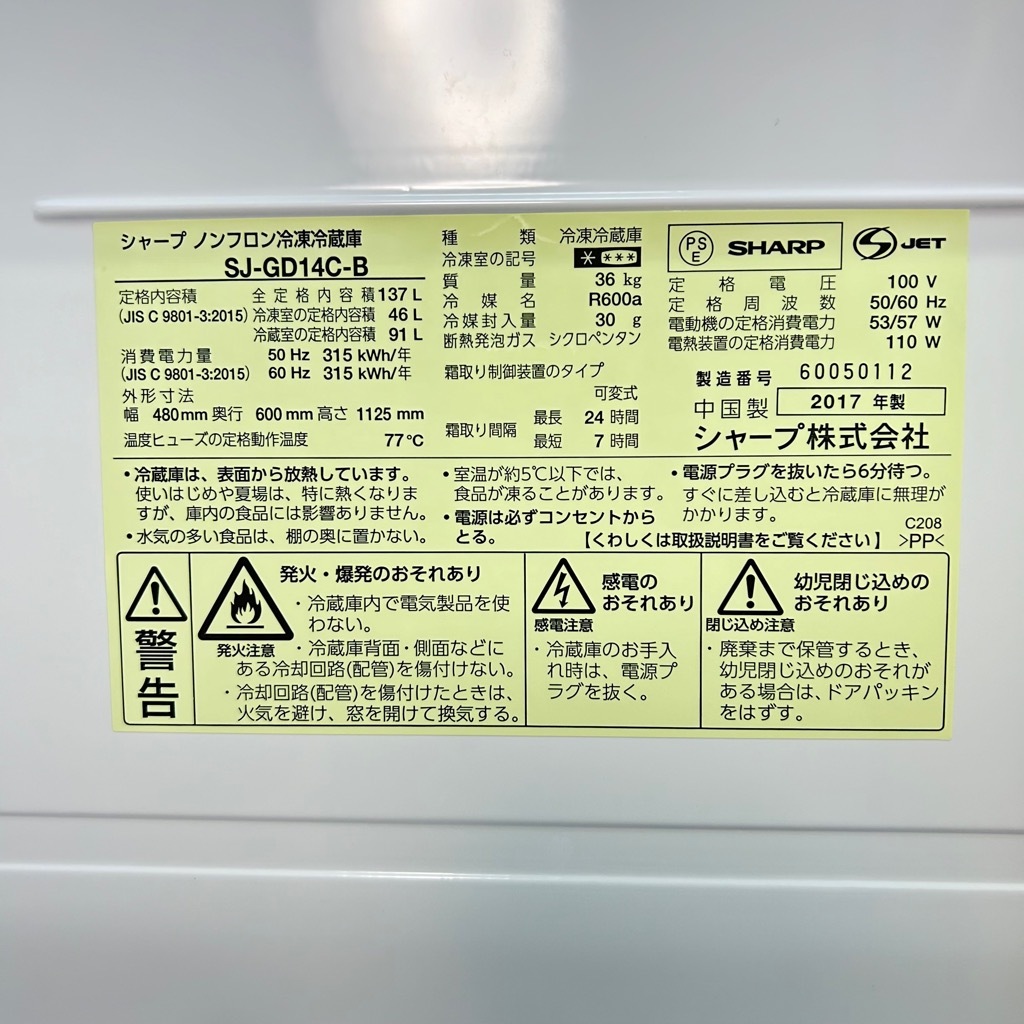 シャープ ノンフロン冷凍冷蔵庫
SJ-GD14C-B
定格内容積 全定格内容積 137 L
(JIS C 9801-3:2015) 冷凍室の定格内容積 46 L
冷蔵室の定格内容積 91 L
消費電力量 50 Hz 315 kWh/年
(JIS C 9801-3:2015) 60 Hz 315 kWh/年
外形寸法
幅 480mm 奥行 600mm 高さ 1125mm
温度ヒューズの定格動作温度 77℃
種類 冷凍冷蔵庫
冷凍室の記号 * ***
質量 36 kg
冷媒名 R600a
冷媒封入量 30 g
断熱発泡ガス シクロペンタン
霜取り制御装置のタイプ
可変式
霜取り間隔 最長 24 時間
最短 7 時間
PS
E
SHARP
S JET
定格電圧 100 V
定格周波数 50/60 Hz
電動機の定格消費電力 53/57 W
電熱装置の定格消費電力 110 W
製造番号 60050112
中国製 2017 年製
シャープ株式会社
・冷蔵庫は、表面から放熱しています。
使いはじめや夏場は、特に熱くなりま
すが、庫内の食品には影響ありません。
・水気の多い食品は、棚の奥に置かない。
・室温が約5℃以下では、
食品が凍ることがあります。
・電源は必ずコンセントから
とる。
・電源プラグを抜いたら6分待つ。
すぐに差し込むと冷蔵庫に無理が
かかります。
C208
【くわしくは取扱説明書をご覧ください】 >PP<
警告
発火・爆発のおそれあり
発火注意
・冷蔵庫内で電気製品を使
わない。
・冷蔵庫背面・側面などに
ある冷却回路(配管)を傷付けない。
・冷却回路(配管)を傷付けたときは、
火気を避け、窓を開けて換気する。
感電の
おそれあり
感電注意
・冷蔵庫のお手入
れ時は、電源プ
ラグを抜く。
幼児閉じ込めの
おそれあり
閉じ込め注意
・廃棄まで保管するとき、
幼児閉じ込めのおそれが
ある場合は、ドアパッキン
をはずす。